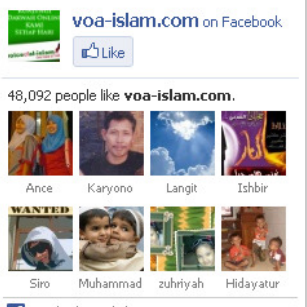 voa-islam.com on Facebook
Like
48,092 people like voa-islam.com.
Ance
Karyono
Langit
Ishbir
WANTED
Siro
Muhammad
zuhriyah
Hidayatur